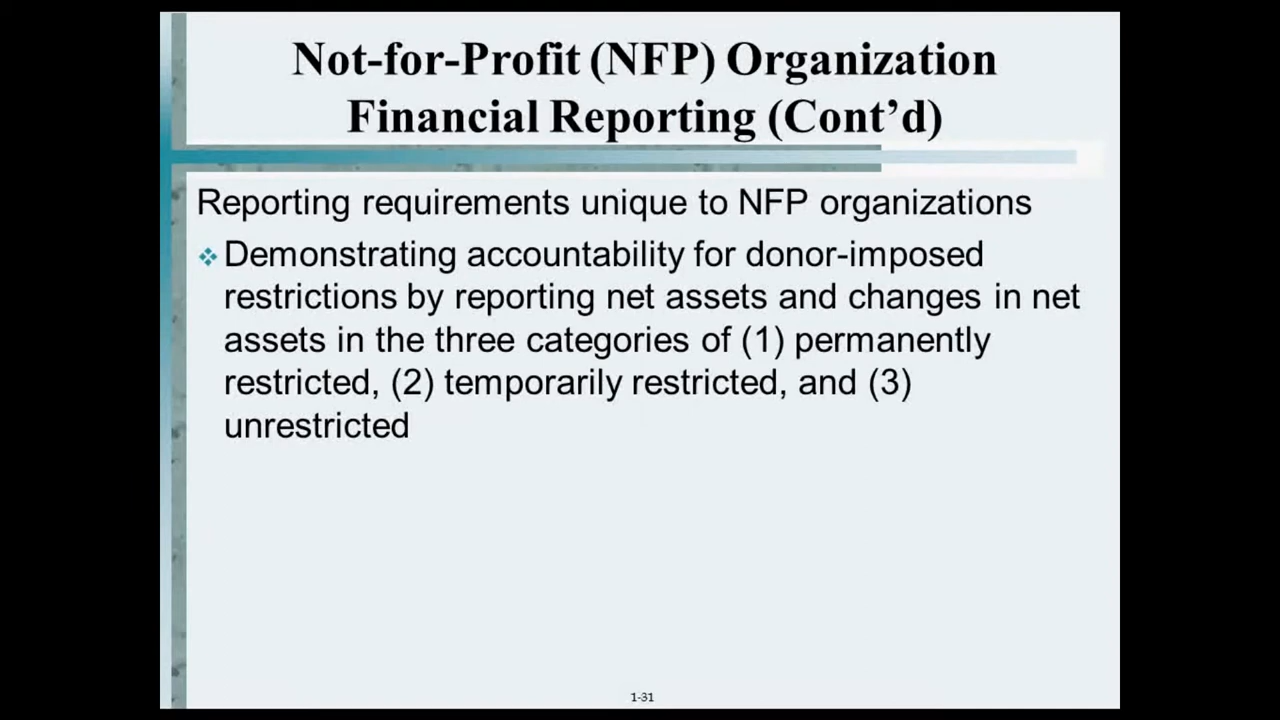 Not-for-Profit (NFP) Organization
Financial Reporting (Cont’d)
Reporting requirements unique to NFP organizations
Demonstrating accountability for donor-imposed
restrictions by reporting net assets and changes in net
assets in the three categories of (1) permanently
restricted, (2) temporarily restricted, and (3)
unrestricted
1-31